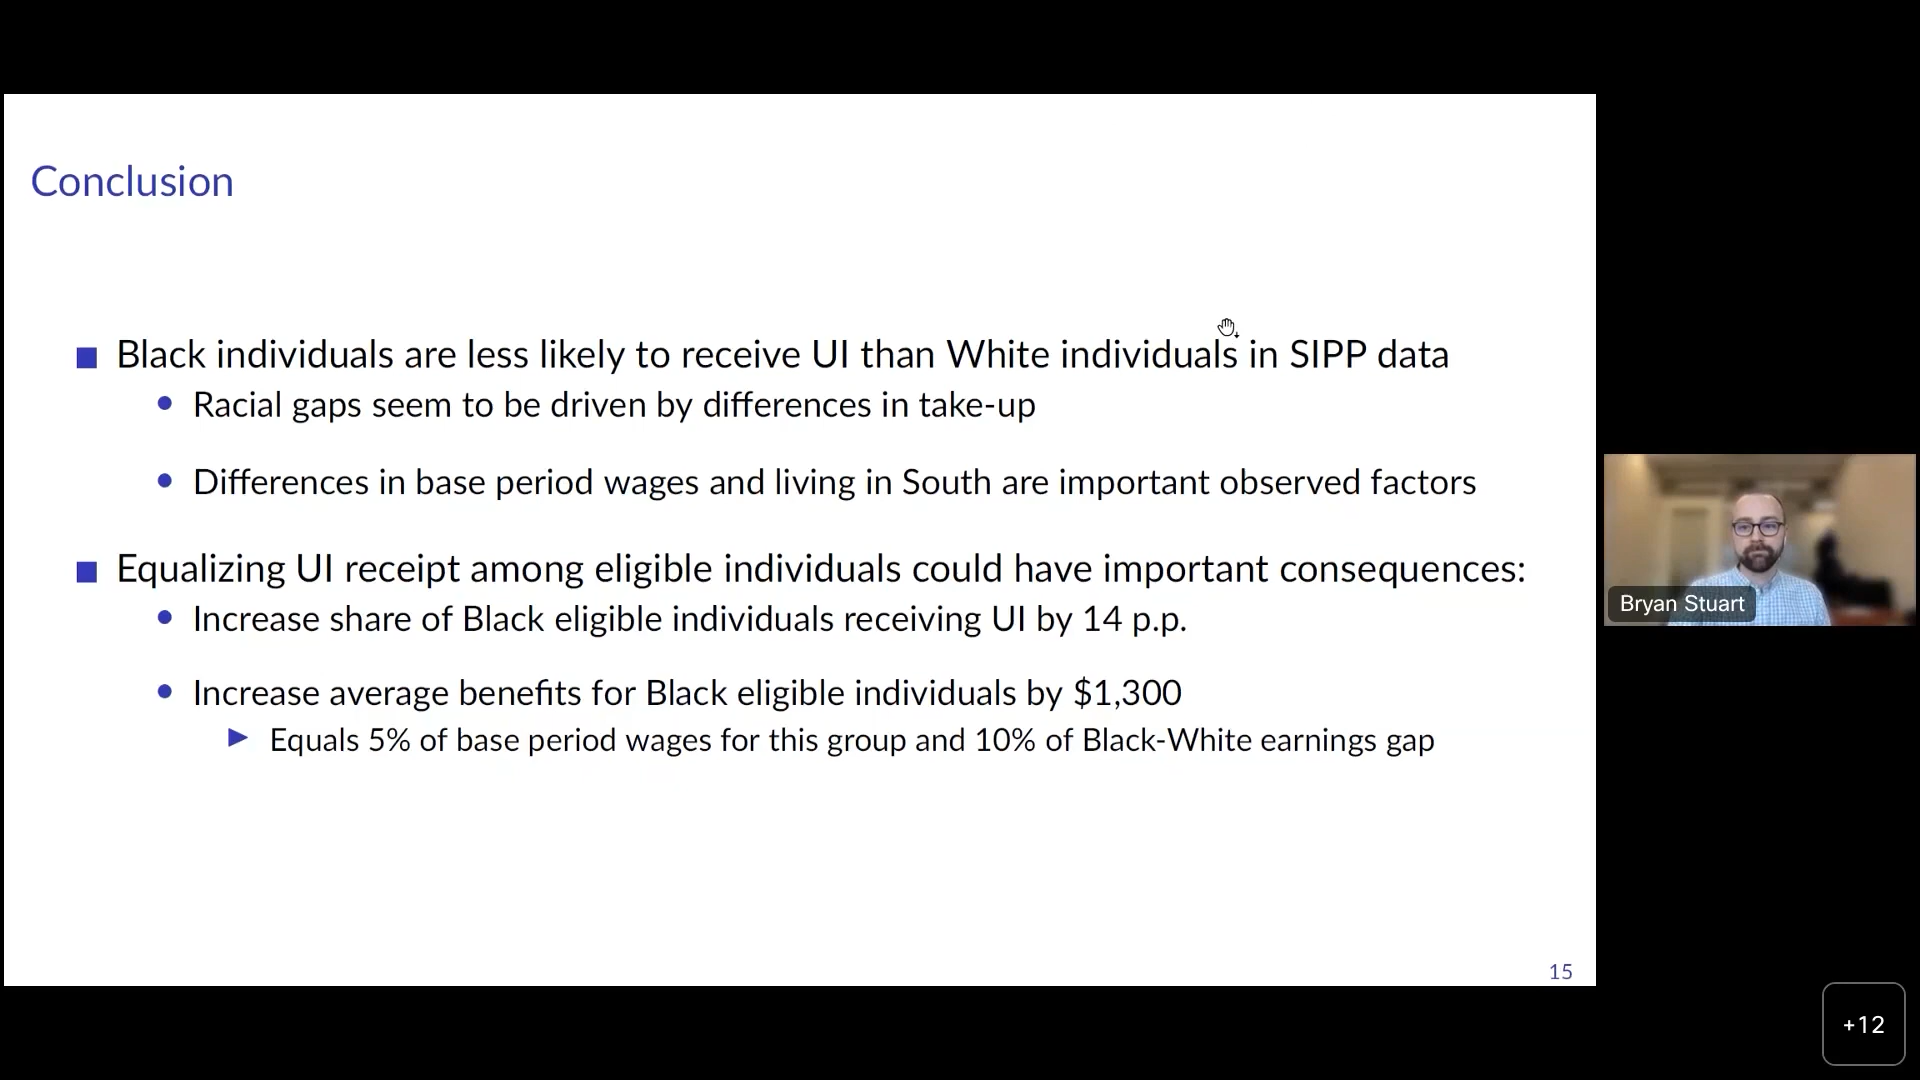 Conclusion
Black individuals are less likely to receive UI than White individuals in SIPP data
Racial gaps seem to be driven by differences in take-up
Differences in base period wages and living in South are important observed factors
Equalizing UI receipt among eligible individuals could have important consequences:
Increase share of Black eligible individuals receiving UI by 14 p.p.
Increase average benefits for Black eligible individuals by $1,300
Equals 5% of base period wages for this group and 10% of Black-White earnings gap
15
Bryan Stuart
+12